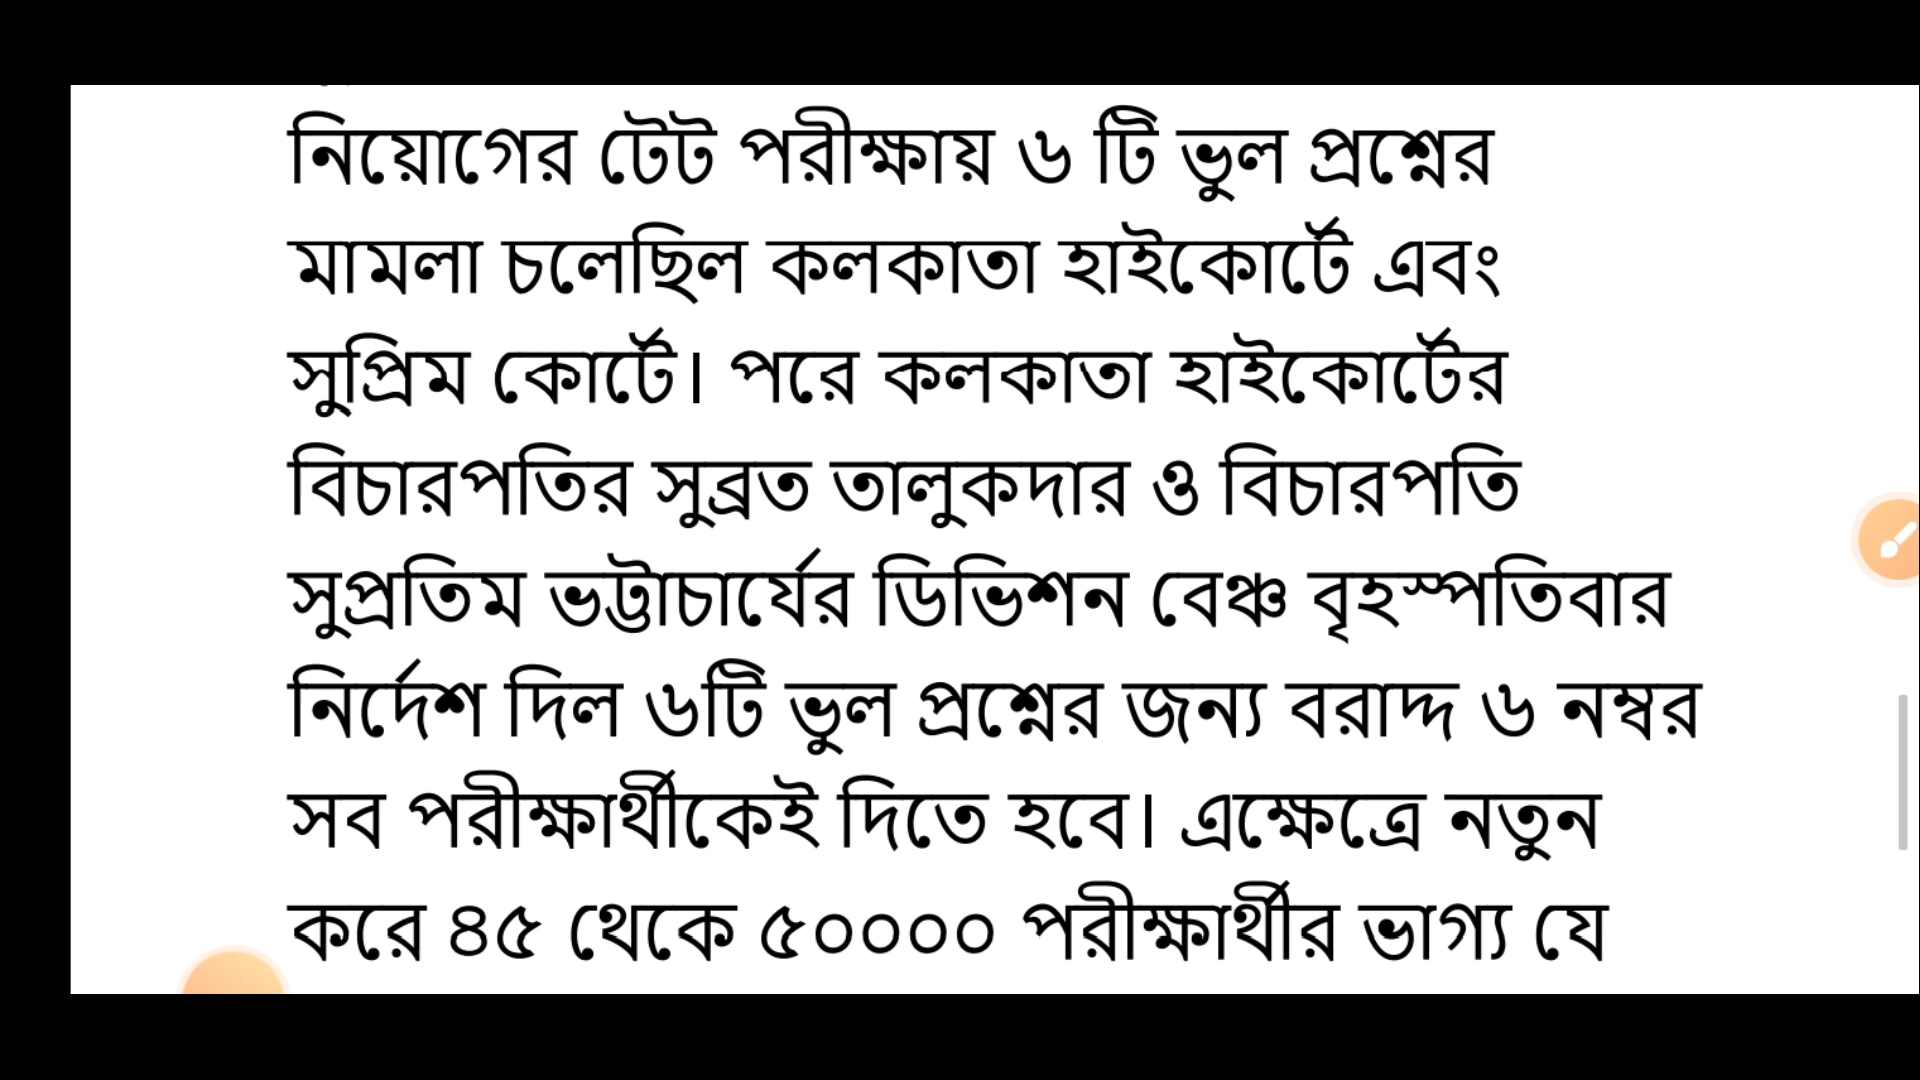 নিয়োগের টেট পরীক্ষায় ৬ টি ভুল প্রশ্নের
মামলা চলেছিল কলকাতা হাইকোর্টে এবং
সুপ্রিম কোর্টে। পরে কলকাতা হাইকোর্টের
বিচারপতির সুব্রত তালুকদার ও বিচারপতি
সুপ্রতিম ভট্টাচার্যের ডিভিশন বেঞ্চ বৃহস্পতিবার
নির্দেশ দিল ৬টি ভুল প্রশ্নের জন্য বরাদ্দ ৬ নম্বর
সব পরীক্ষার্থীকেই দিতে হবে। এক্ষেত্রে নতুন
করে ৪৫ থেকে ৫০০০০ পরীক্ষার্থীর ভাগ্য যে